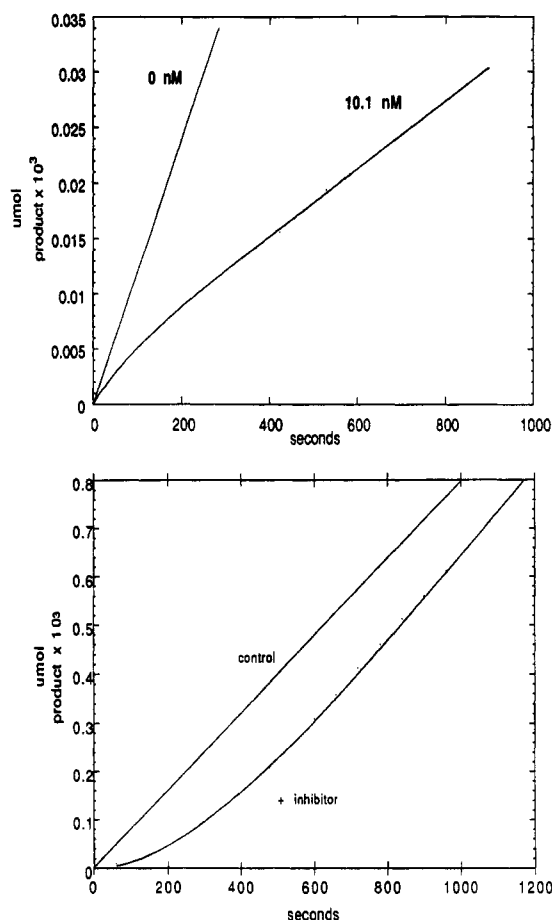 0.035
0.03
0.025
0.02
0.015
0.01
0.005
0
umol
product x 10³
0 nM
10.1 nM
0 200 400 600 800 1000
seconds
0.8
0.7
0.6
0.5
0.4
0.3
0.2
0.1
0
umol
product x 10³
control
+ inhibitor
0 200 400 600 800 1000 1200
seconds